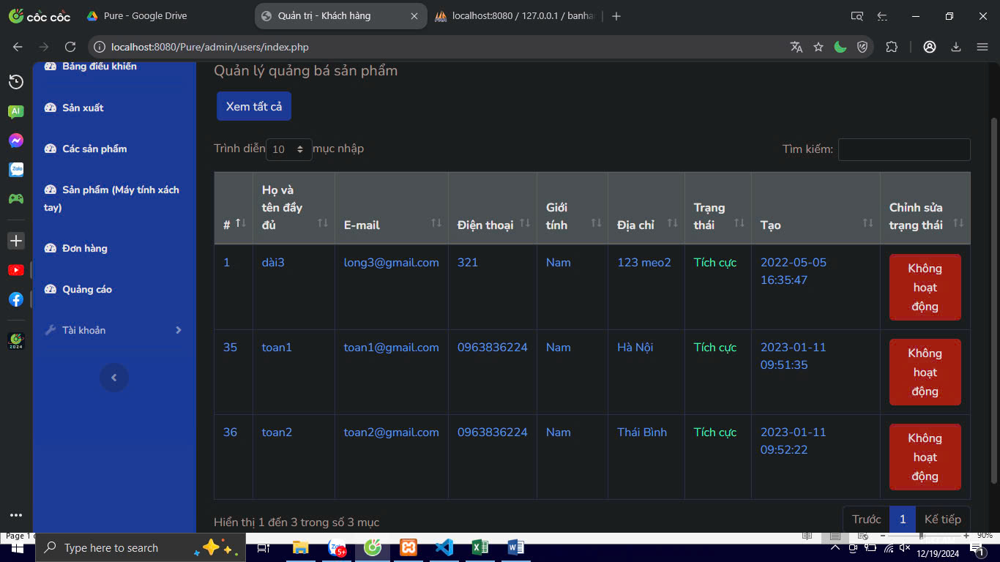 cốc cốc
Pure - Google Drive
Quản trị - Khách hàng
localhost:8080 / 127.0.0.1 / banhan
localhost:8080/Pure/admin/users/index.php
Bảng điều khiển
Sản xuất
Các sản phẩm
Sản phẩm (Máy tính xách
tay)
Đơn hàng
Quảng cáo
Tài khoản
Quản lý quảng bá sản phẩm
Xem tất cả
Trình diễn 10 mục nhập
Tìm kiếm:
# Họ và tên đầy đủ E-mail Điện thoại Giới tính Địa chỉ Trạng thái Tạo Chỉnh sửa trạng thái
1 dài3 long3@gmail.com 321 Nam 123 meo2 Tích cực 2022-05-05 16:35:47 Không hoạt động
35 toan1 toan1@gmail.com 0963836224 Nam Hà Nội Tích cực 2023-01-11 09:51:35 Không hoạt động
36 toan2 toan2@gmail.com 0963836224 Nam Thái Bình Tích cực 2023-01-11 09:52:22 Không hoạt động
Hiển thị 1 đến 3 trong số 3 mục
Trước 1 Kế tiếp
AI
Zalo
2024
Page 1
90%
Type here to search
5+
12/19/2024
1